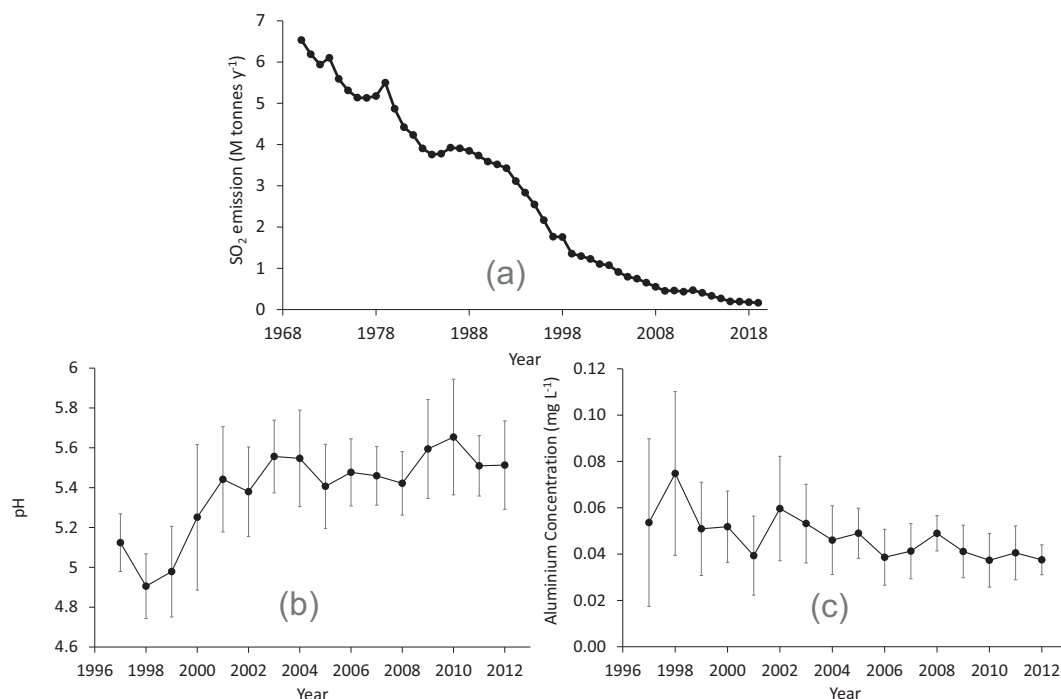 7
6
5
4
3
2
1
0
SO₂ emission (M tonnes y⁻¹)
(a)
1968 1978 1988 1998 2008 2018
Year
6
5.8
5.6
5.4
5.2
5
4.8
4.6
pH
(b)
1996 1998 2000 2002 2004 2006 2008 2010 2012
Year
0.12
0.10
0.08
0.06
0.04
0.02
0.00
Aluminium Concentration (mg L⁻¹)
(c)
1996 1998 2000 2002 2004 2006 2008 2010 2012
Year